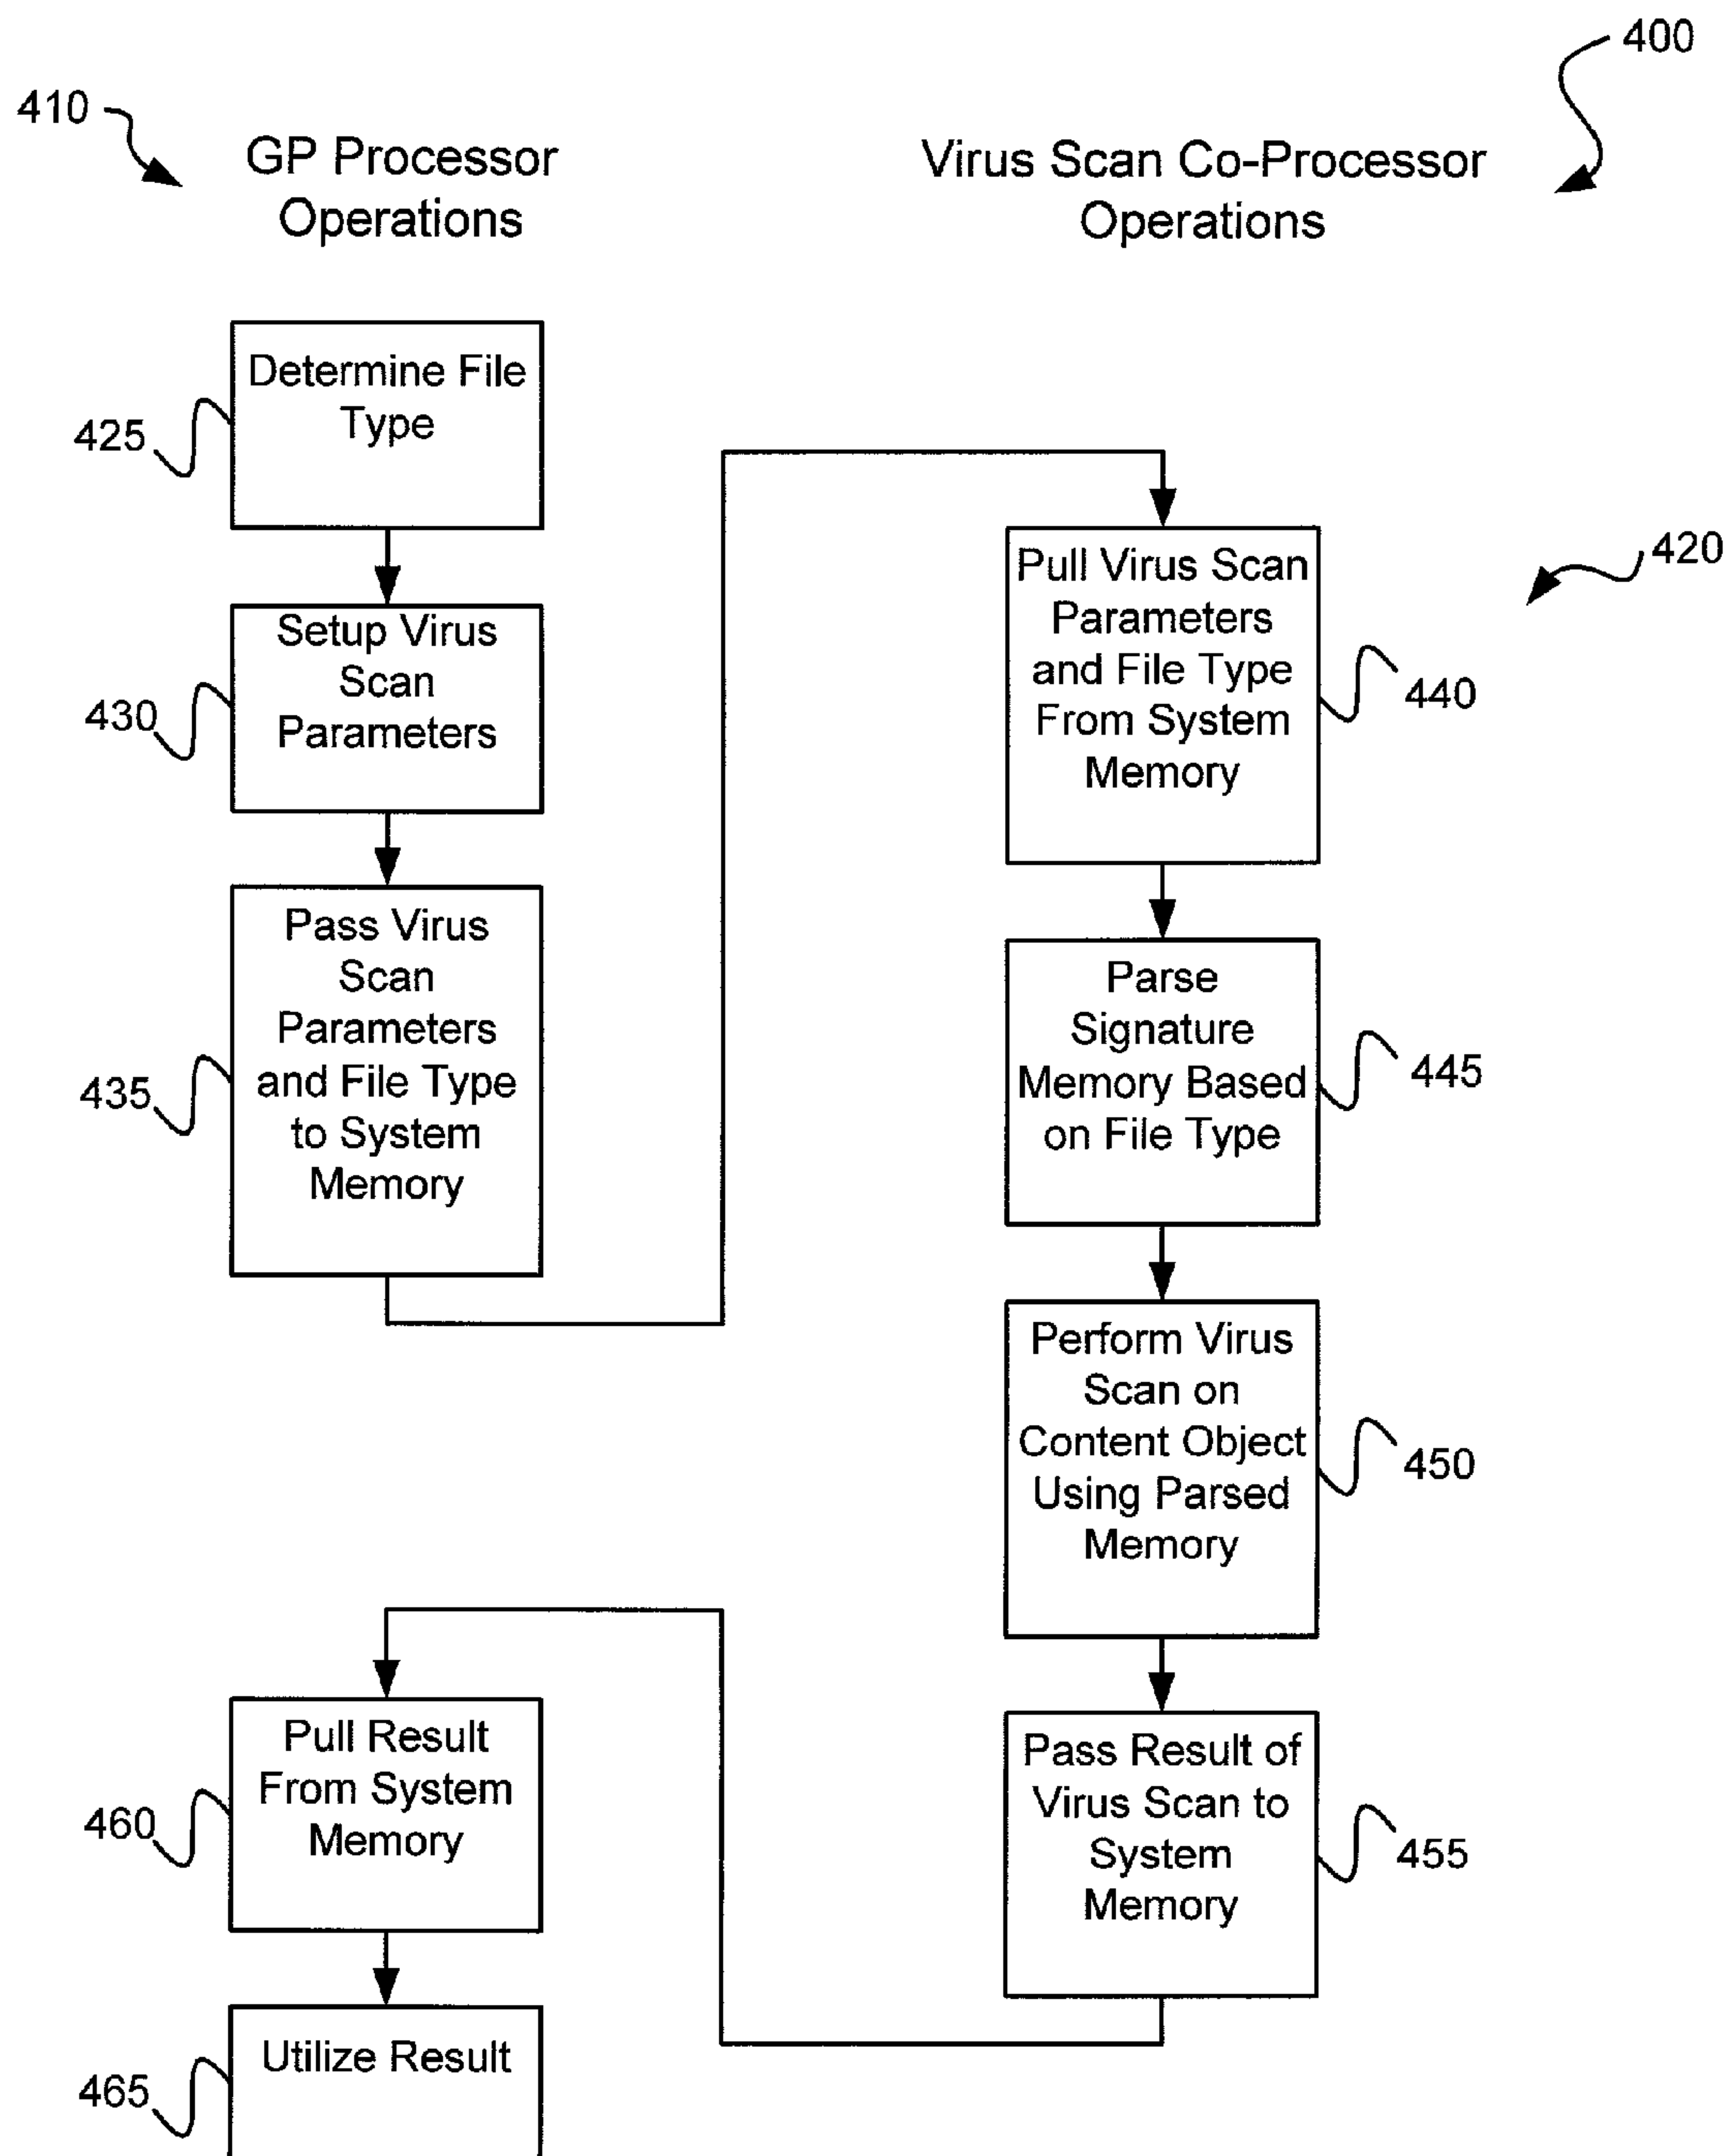 400
410
GP Processor
Operations
Virus Scan Co-Processor
Operations
Determine File
Type
425
Setup Virus
Scan
Parameters
430
Pass Virus
Scan
Parameters
and File Type
to System
Memory
435
420
Pull Virus Scan
Parameters
and File Type
From System
Memory
440
Parse
Signature
Memory Based
on File Type
445
Perform Virus
Scan on
Content Object
Using Parsed
Memory
450
Pass Result of
Virus Scan to
System
Memory
455
Pull Result
From System
Memory
460
Utilize Result
465